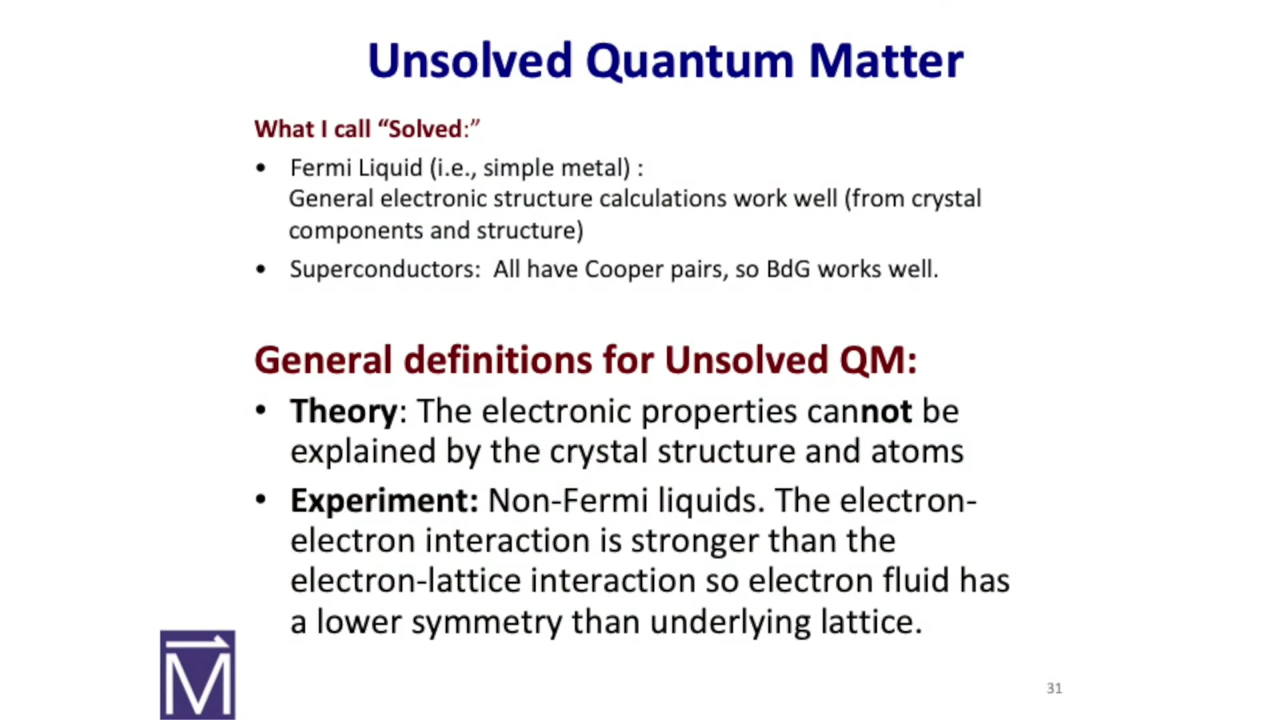 Unsolved Quantum Matter
What I call “Solved:”
• Fermi Liquid (i.e., simple metal) :
General electronic structure calculations work well (from crystal
components and structure)
• Superconductors: All have Cooper pairs, so BdG works well.
General definitions for Unsolved QM:
• Theory: The electronic properties cannot be
explained by the crystal structure and atoms
• Experiment: Non-Fermi liquids. The electron-
electron interaction is stronger than the
electron-lattice interaction so electron fluid has
a lower symmetry than underlying lattice.
M
31